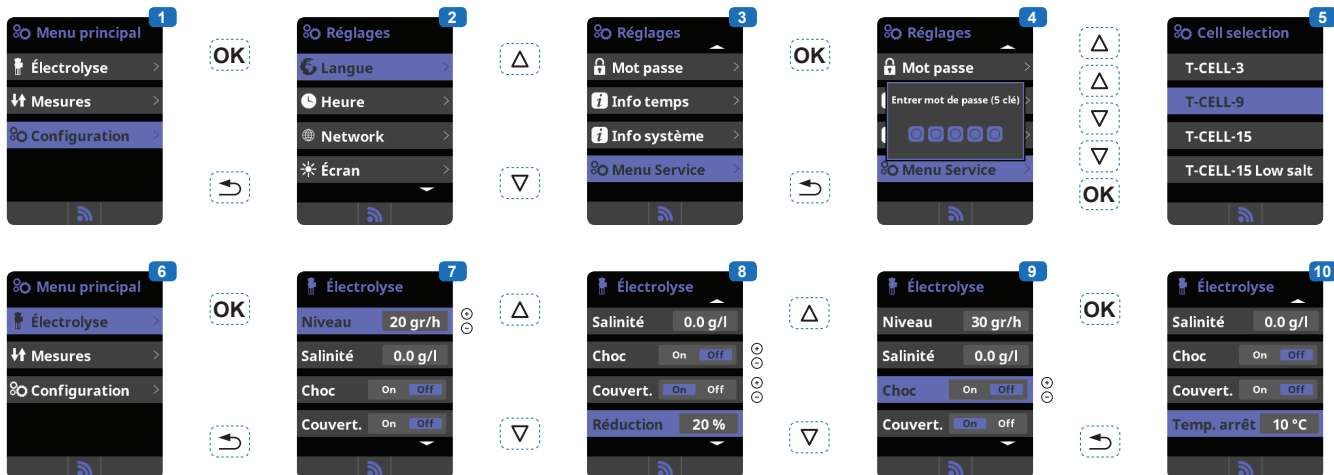 1
Menu principal
Électrolyse
Mesures
Configuration
OK
2
Réglages
Langue
Heure
Network
Écran
3
Réglages
Mot passe
Info temps
Info système
Menu Service
OK
4
Réglages
Mot passe
Entrer mot de passe (5 clé)
Menu Service
OK
5
Cell selection
T-CELL-3
T-CELL-9
T-CELL-15
T-CELL-15 Low salt
6
Menu principal
Électrolyse
Mesures
Configuration
OK
7
Électrolyse
Niveau 20 gr/h
Salinité 0.0 g/l
Choc On Off
Couvert. On Off
8
Électrolyse
Salinité 0.0 g/l
Choc On Off
Couvert. On Off
Réduction 20 %
9
Électrolyse
Niveau 30 gr/h
Salinité 0.0 g/l
Choc On Off
Couvert. On Off
OK
10
Électrolyse
Salinité 0.0 g/l
Choc On Off
Couvert. On Off
Temp. arrêt 10 °C